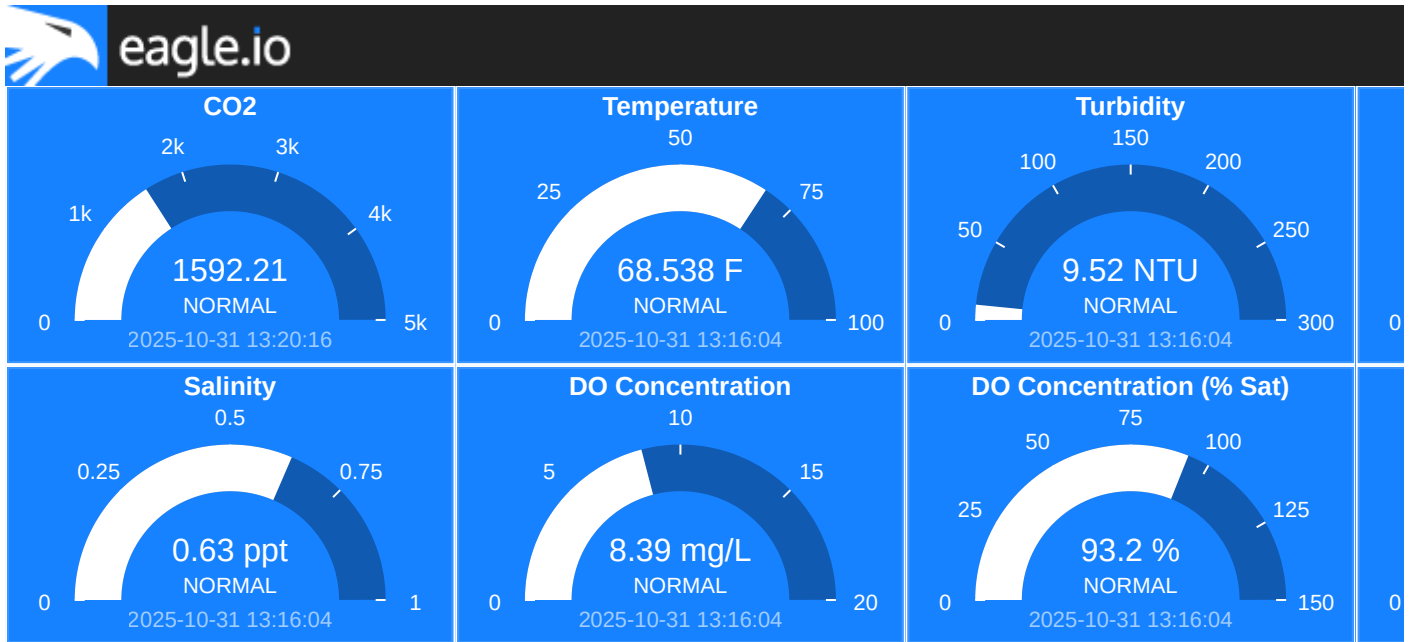 eagle.io
CO2
0
1k
2k
3k
4k
5k
1592.21
NORMAL
2025-10-31 13:20:16
Temperature
0
25
50
75
100
68.538 F
NORMAL
2025-10-31 13:16:04
Turbidity
0
50
100
150
200
250
300
9.52 NTU
NORMAL
2025-10-31 13:16:04
0
Salinity
0
0.25
0.5
0.75
1
0.63 ppt
NORMAL
2025-10-31 13:16:04
DO Concentration
0
5
10
15
20
8.39 mg/L
NORMAL
2025-10-31 13:16:04
DO Concentration (% Sat)
0
25
50
75
100
125
150
93.2 %
NORMAL
2025-10-31 13:16:04
0